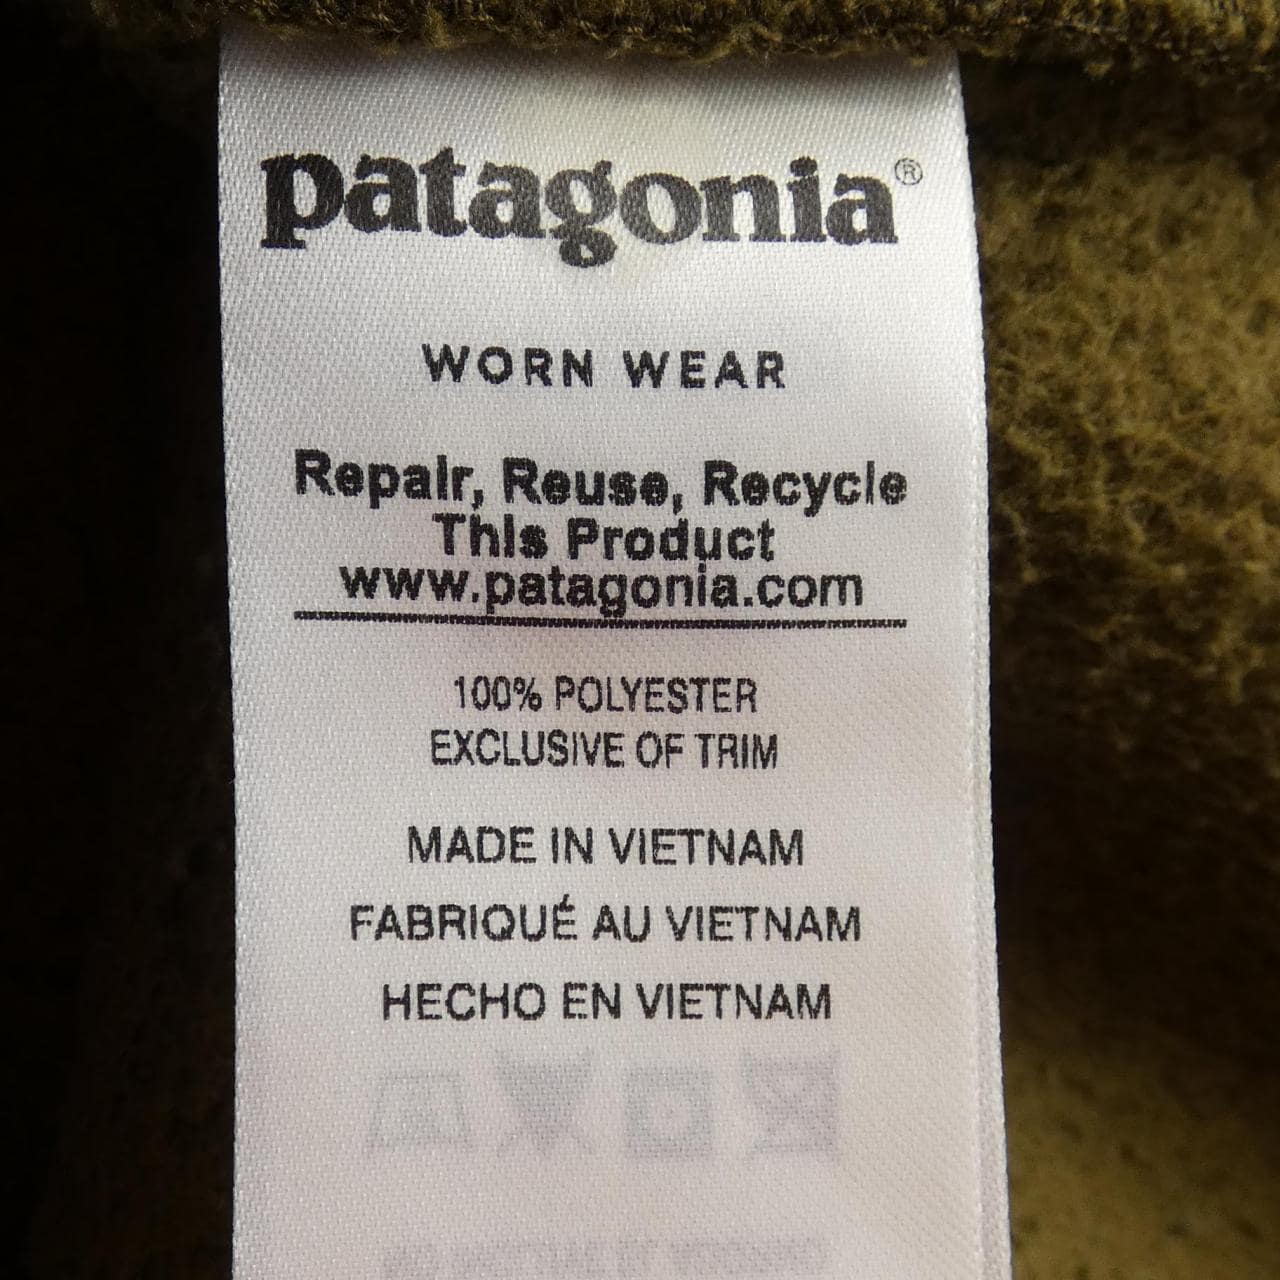 patagonia®
WORN WEAR
Repair, Reuse, Recycle
This Product
www.patagonia.com
100% POLYESTER
EXCLUSIVE OF TRIM
MADE IN VIETNAM
FABRIQUÉ AU VIETNAM
HECHO EN VIETNAM